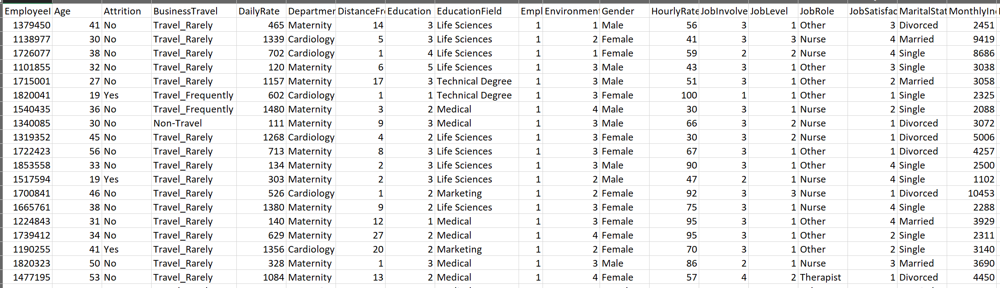 EmployeeI Age Attrition BusinessTravel DailyRate Departmer DistanceFr Education EducationField Empl Environment Gender HourlyRate JobInvolve JobLevel JobRole JobSatisfac MaritalStat MonthlyIn
1379450 41 No Travel_Rarely 465 Maternity 14 3 Life Sciences 1 1 Male 56 3 1 Other 3 Divorced 2451
1138977 30 No Travel_Rarely 1339 Cardiology 5 3 Life Sciences 1 2 Female 41 3 3 Nurse 4 Married 9419
1726077 38 No Travel_Rarely 702 Cardiology 1 4 Life Sciences 1 1 Female 59 2 2 Nurse 4 Single 8686
1101855 32 No Travel_Rarely 120 Maternity 6 5 Life Sciences 1 3 Male 43 3 1 Other 3 Single 3038
1715001 27 No Travel_Rarely 1157 Maternity 17 3 Technical Degree 1 3 Male 51 3 1 Other 2 Married 3058
1820041 19 Yes Travel_Frequently 602 Cardiology 1 1 Technical Degree 1 3 Female 100 1 1 Other 1 Single 2325
1540435 36 No Travel_Frequently 1480 Maternity 3 2 Medical 1 4 Male 30 3 1 Nurse 2 Single 2088
1340085 30 No Non-Travel 111 Maternity 9 3 Medical 1 3 Male 66 3 2 Nurse 1 Divorced 3072
1319352 45 No Travel_Rarely 1268 Cardiology 4 2 Life Sciences 1 3 Female 30 3 2 Nurse 1 Divorced 5006
1722423 56 No Travel_Rarely 713 Maternity 8 3 Life Sciences 1 3 Female 67 3 1 Other 1 Divorced 4257
1853558 33 No Travel_Rarely 134 Maternity 2 3 Life Sciences 1 3 Male 90 3 1 Other 4 Single 2500
1517594 19 Yes Travel_Rarely 303 Maternity 2 3 Life Sciences 1 2 Male 47 2 1 Nurse 4 Single 1102
1700841 46 No Travel_Rarely 526 Cardiology 1 2 Marketing 1 2 Female 92 3 3 Nurse 1 Divorced 10453
1665761 38 No Travel_Rarely 1380 Maternity 9 2 Life Sciences 1 3 Female 75 3 1 Nurse 4 Single 2288
1224843 31 No Travel_Rarely 140 Maternity 12 1 Medical 1 3 Female 95 3 1 Other 4 Married 3929
1739412 34 No Travel_Rarely 629 Maternity 27 2 Medical 1 4 Female 95 3 1 Other 2 Single 2311
1190255 41 Yes Travel_Rarely 1356 Cardiology 20 2 Marketing 1 2 Female 70 3 1 Other 2 Single 3140
1820323 50 No Travel_Rarely 328 Maternity 1 3 Medical 1 3 Male 86 2 1 Nurse 3 Married 3690
1477195 53 No Travel_Rarely 1084 Maternity 13 2 Medical 1 4 Female 57 4 2 Therapist 1 Divorced 4450